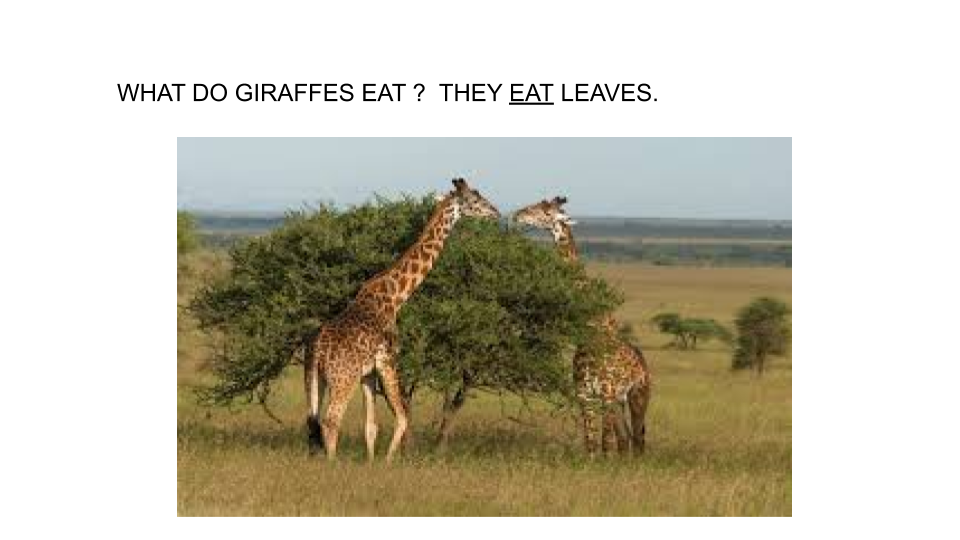 WHAT DO GIRAFFES EAT ?  THEY EAT LEAVES.